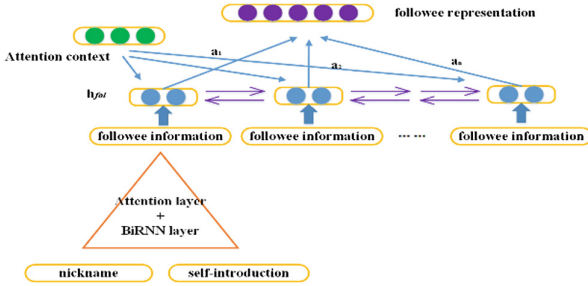 followee representation
Attention context
a₁
a₂
aₙ
h_fol
followee information
followee information
... ...
followee information
Attention layer
+
BiRNN layer
nickname
self-introduction